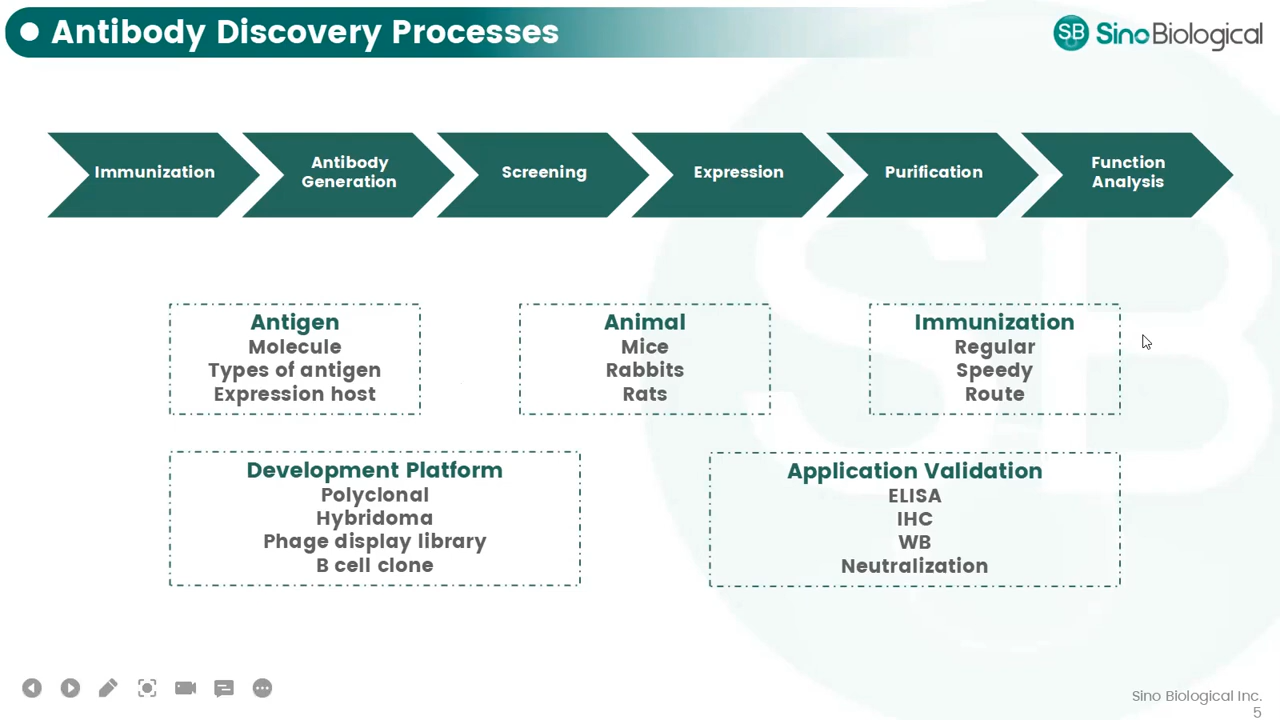 Antibody Discovery Processes
SB SinoBiological
Immunization
Antibody
Generation
Screening
Expression
Purification
Function
Analysis
Antigen
Molecule
Types of antigen
Expression host
Animal
Mice
Rabbits
Rats
Immunization
Regular
Speedy
Route
Development Platform
Polyclonal
Hybridoma
Phage display library
B cell clone
Application Validation
ELISA
IHC
WB
Neutralization
Sino Biological Inc.
5